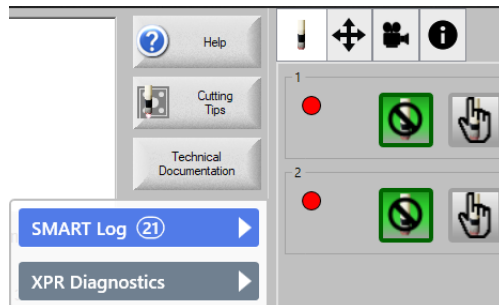 Help
Cutting
Tips
Technical
Documentation
SMART Log 21
XPR Diagnostics
1
2